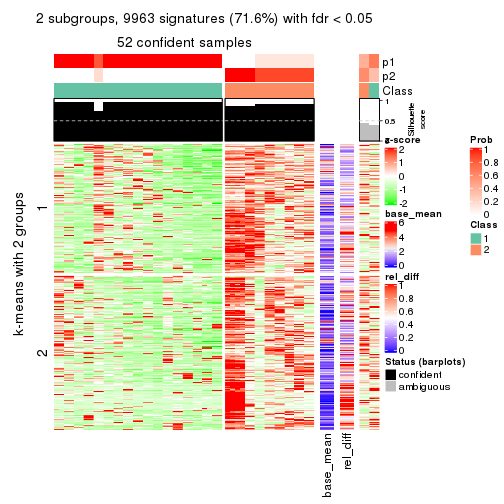 2 subgroups, 9963 signatures (71.6%) with fdr < 0.05
52 confident samples
p1
p2
Class
1
0.5
0
Silhouette
score
k-means with 2 groups
1
2
base_mean
rel_diff
z-score
2
1
0
-1
-2
base_mean
6
4
2
0
rel_diff
1
0.8
0.6
0.4
0.2
0
Status (barplots)
confident
ambiguous
Prob
1
0.8
0.6
0.4
0.2
0
Class
1
2